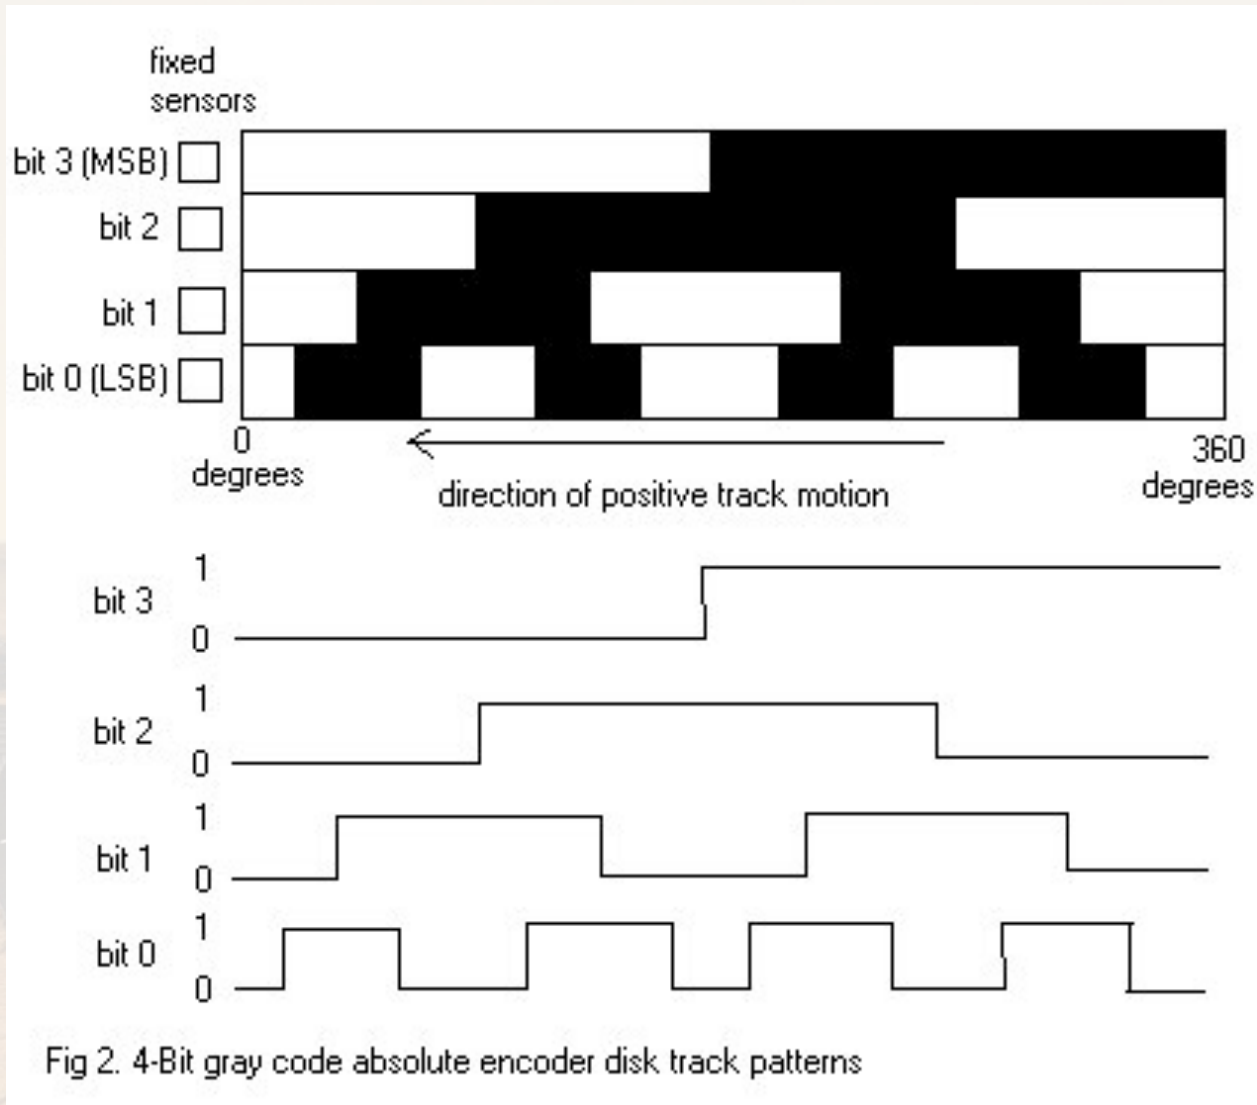 fixed
sensors
bit 3 (MSB)
bit 2
bit 1
bit 0 (LSB)
0
degrees
360
degrees
direction of positive track motion
1
bit 3
0
1
bit 2
0
1
bit 1
0
1
bit 0
0
Fig 2. 4-Bit gray code absolute encoder disk track patterns